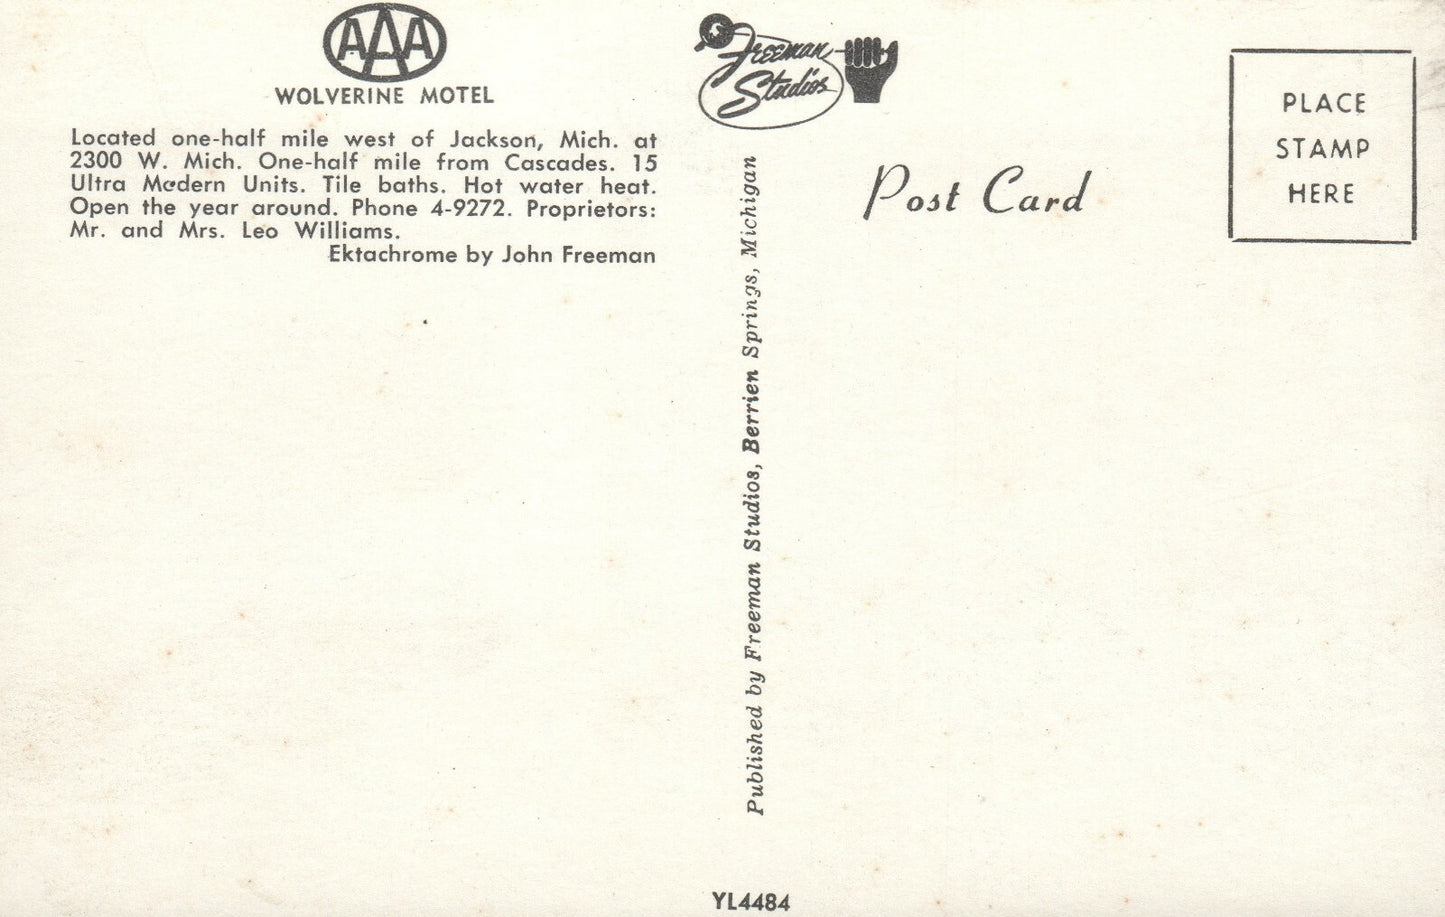 AAA
WOLVERINE MOTEL
Located one-half mile west of Jackson, Mich. at
2300 W. Mich. One-half mile from Cascades. 15
Ultra Modern Units. Tile baths. Hot water heat.
Open the year around. Phone 4-9272. Proprietors:
Mr. and Mrs. Leo Williams.
Ektachrome by John Freeman
Freeman
Studios
Published by Freeman Studios, Berrien Springs, Michigan
Post Card
PLACE
STAMP
HERE
YL4484